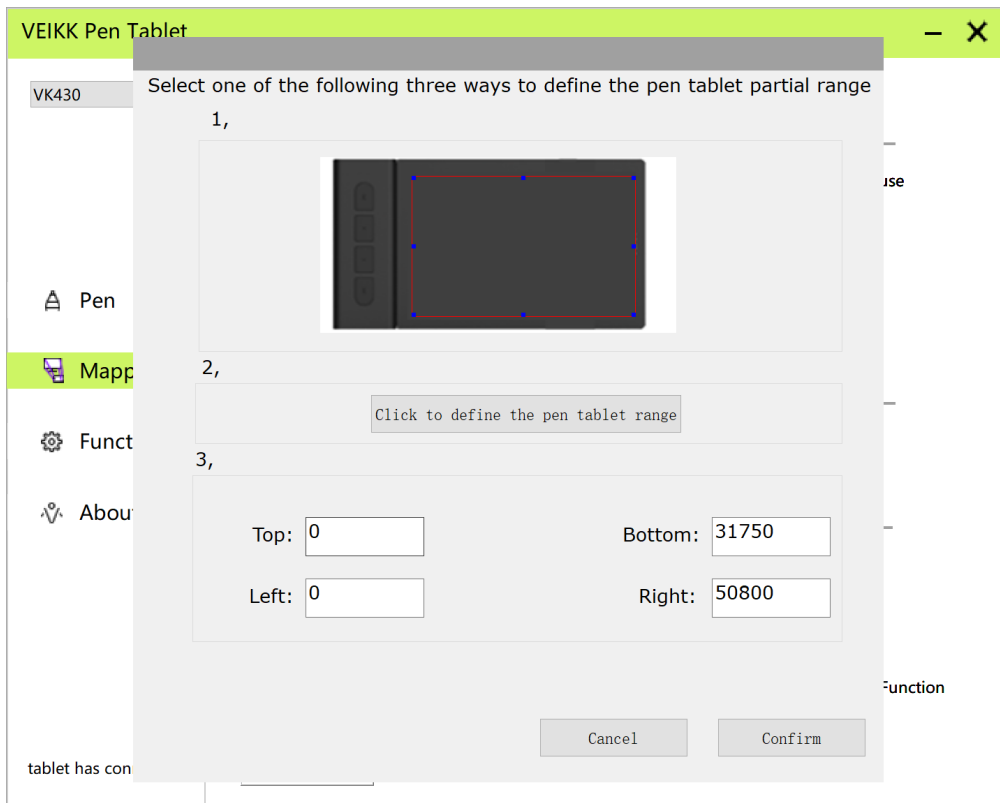 VEIKK Pen Tablet
VK430
Select one of the following three ways to define the pen tablet partial range
1,
Pen
Mapp
2,
Click to define the pen tablet range
Funct
3,
Abou
Top: 0
Bottom: 31750
Left: 0
Right: 50800
Function
Cancel
Confirm
tablet has con